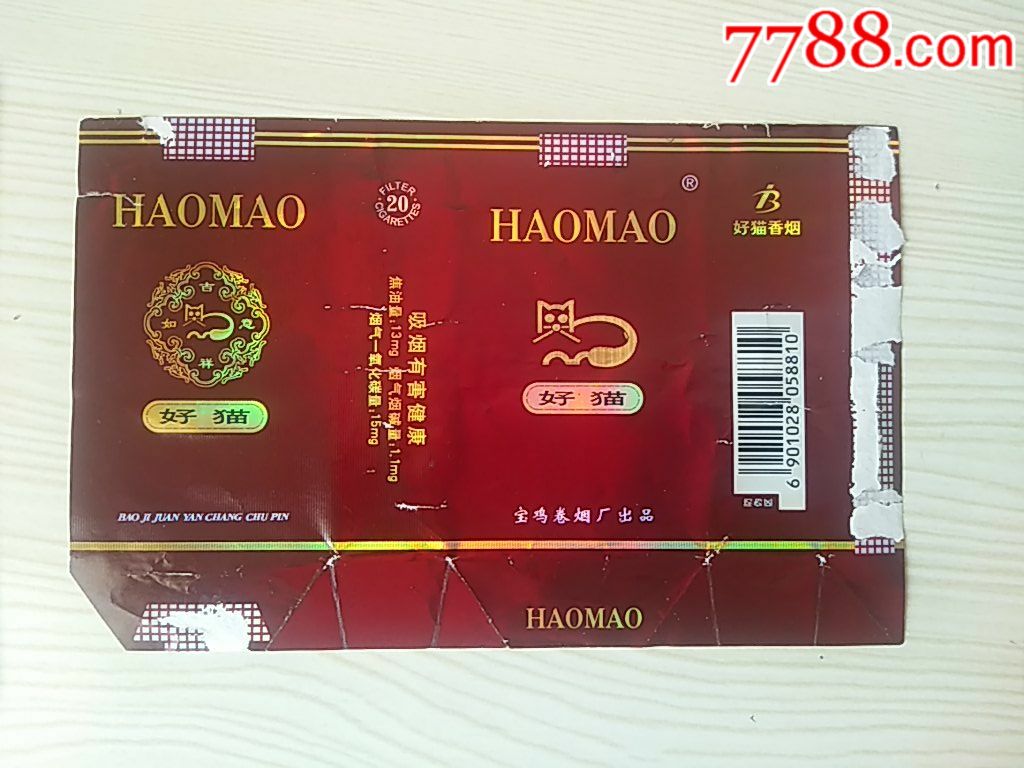 7788.com
HAOMAO
吉
如意
祥
好猫
BAO JI JUAN YAN CHANG CHU PIN
FILTER
20
CIGARETTES
吸烟有害健康
焦油量:13mg 烟气烟碱量:1.1mg
烟气一氧化碳量:15mg
HAOMAO
®
好猫
宝鸡卷烟厂出品
好猫香烟
6 901028 058810
HAOMAO